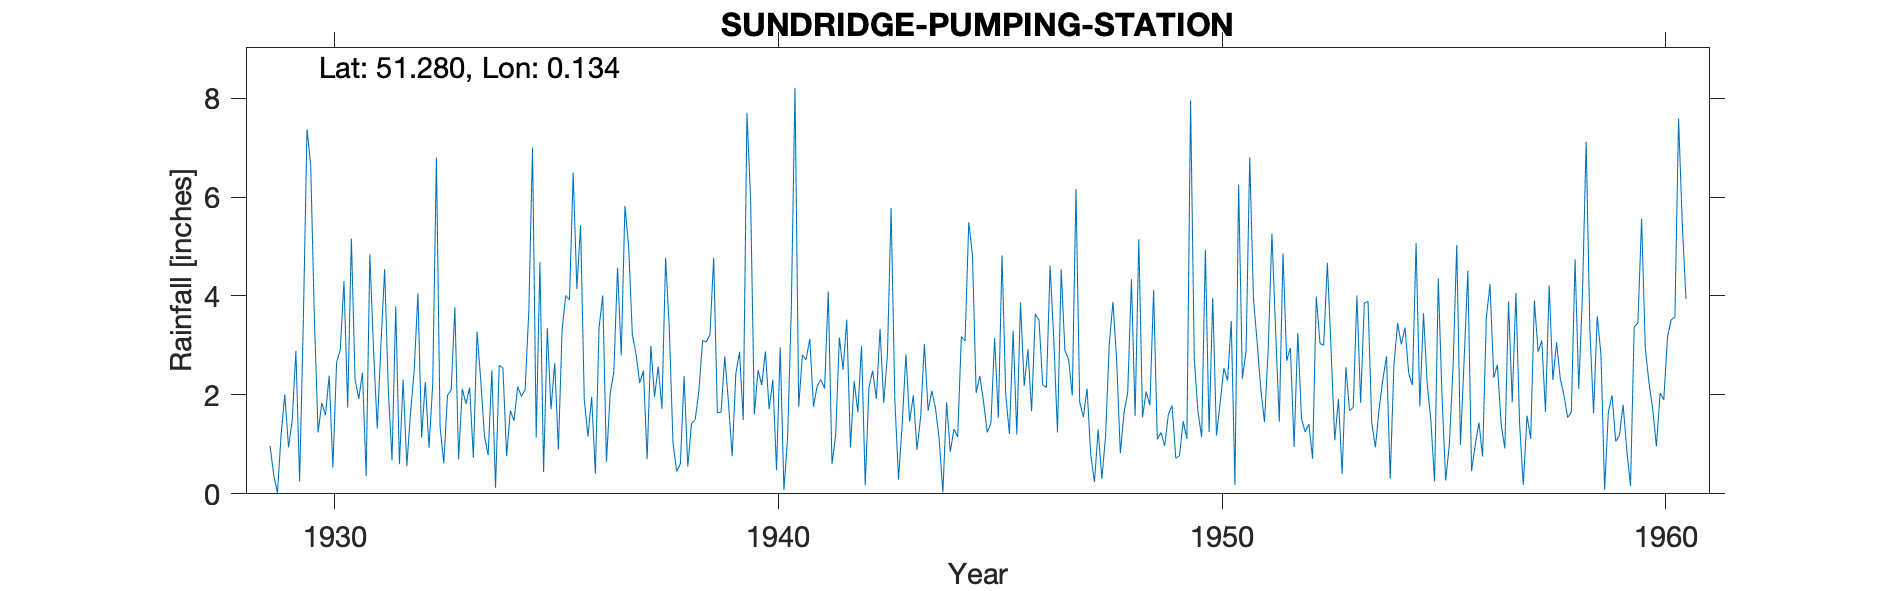 SUNDRIDGE-PUMPING-STATION
Lat: 51.280, Lon: 0.134
8
6
4
2
0
Rainfall [inches]
1930 1940 1950 1960
Year